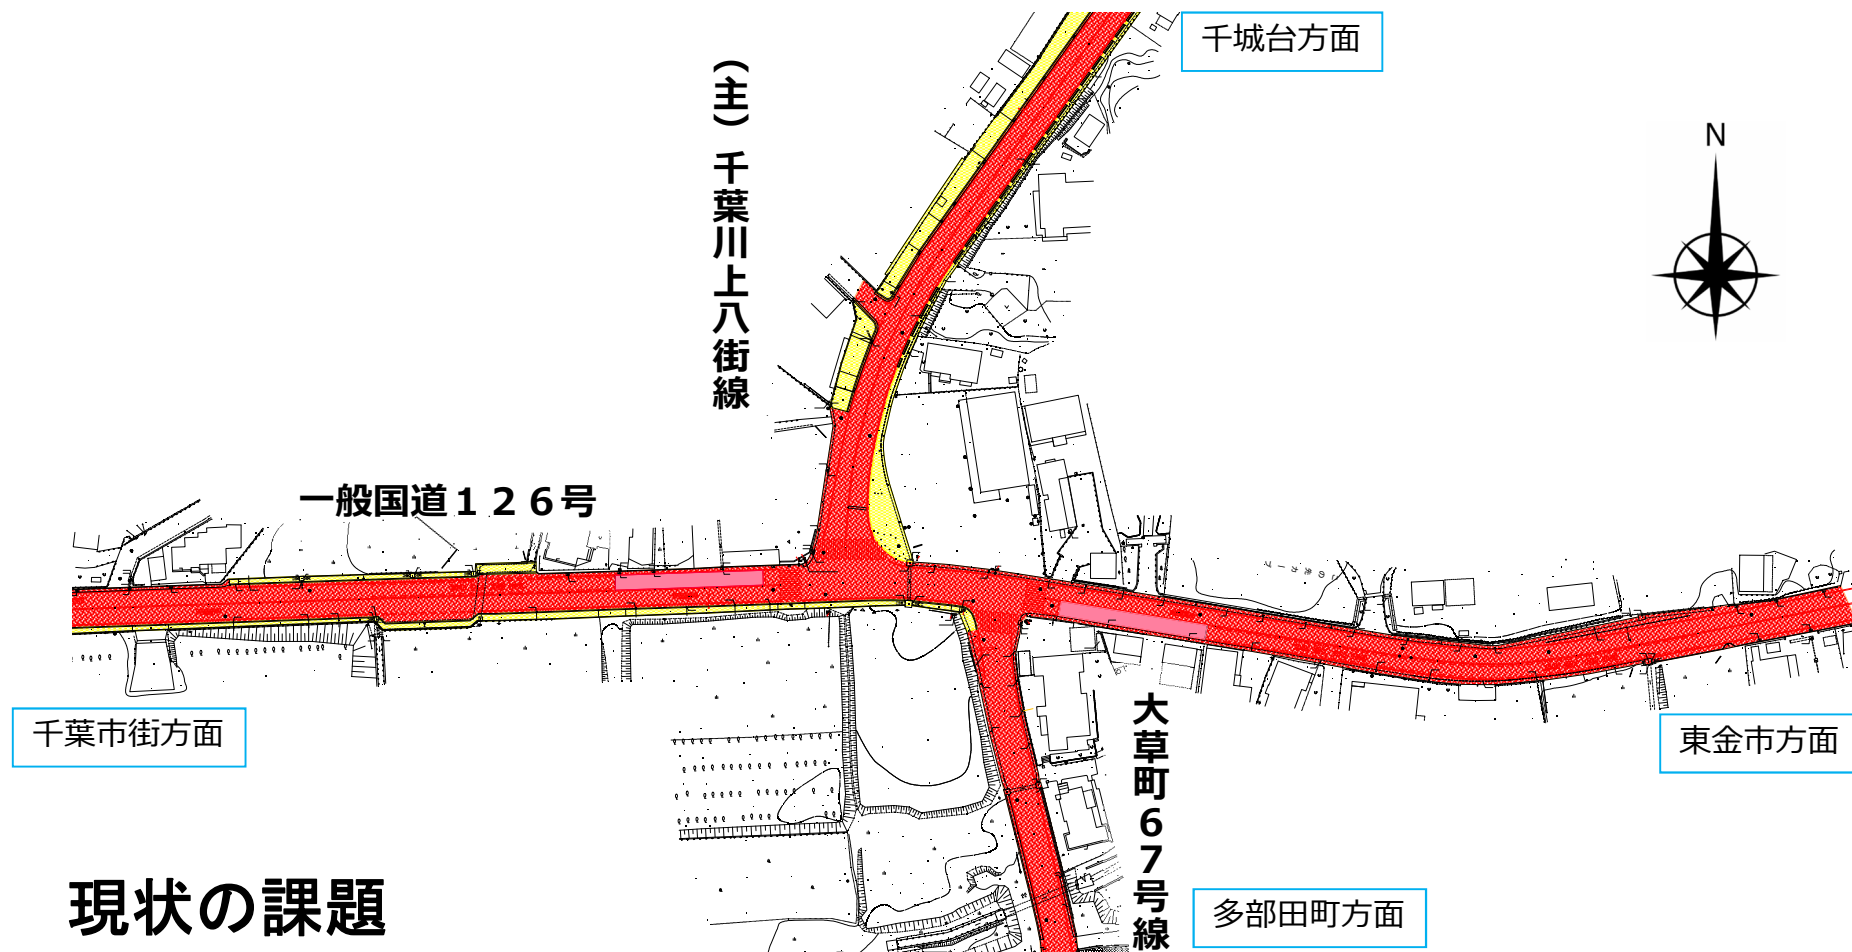 千城台方面
(主)千葉川上八街線
N
一般国道126号
千葉市街方面
大草町67号線
東金市方面
多部田町方面
現状の課題